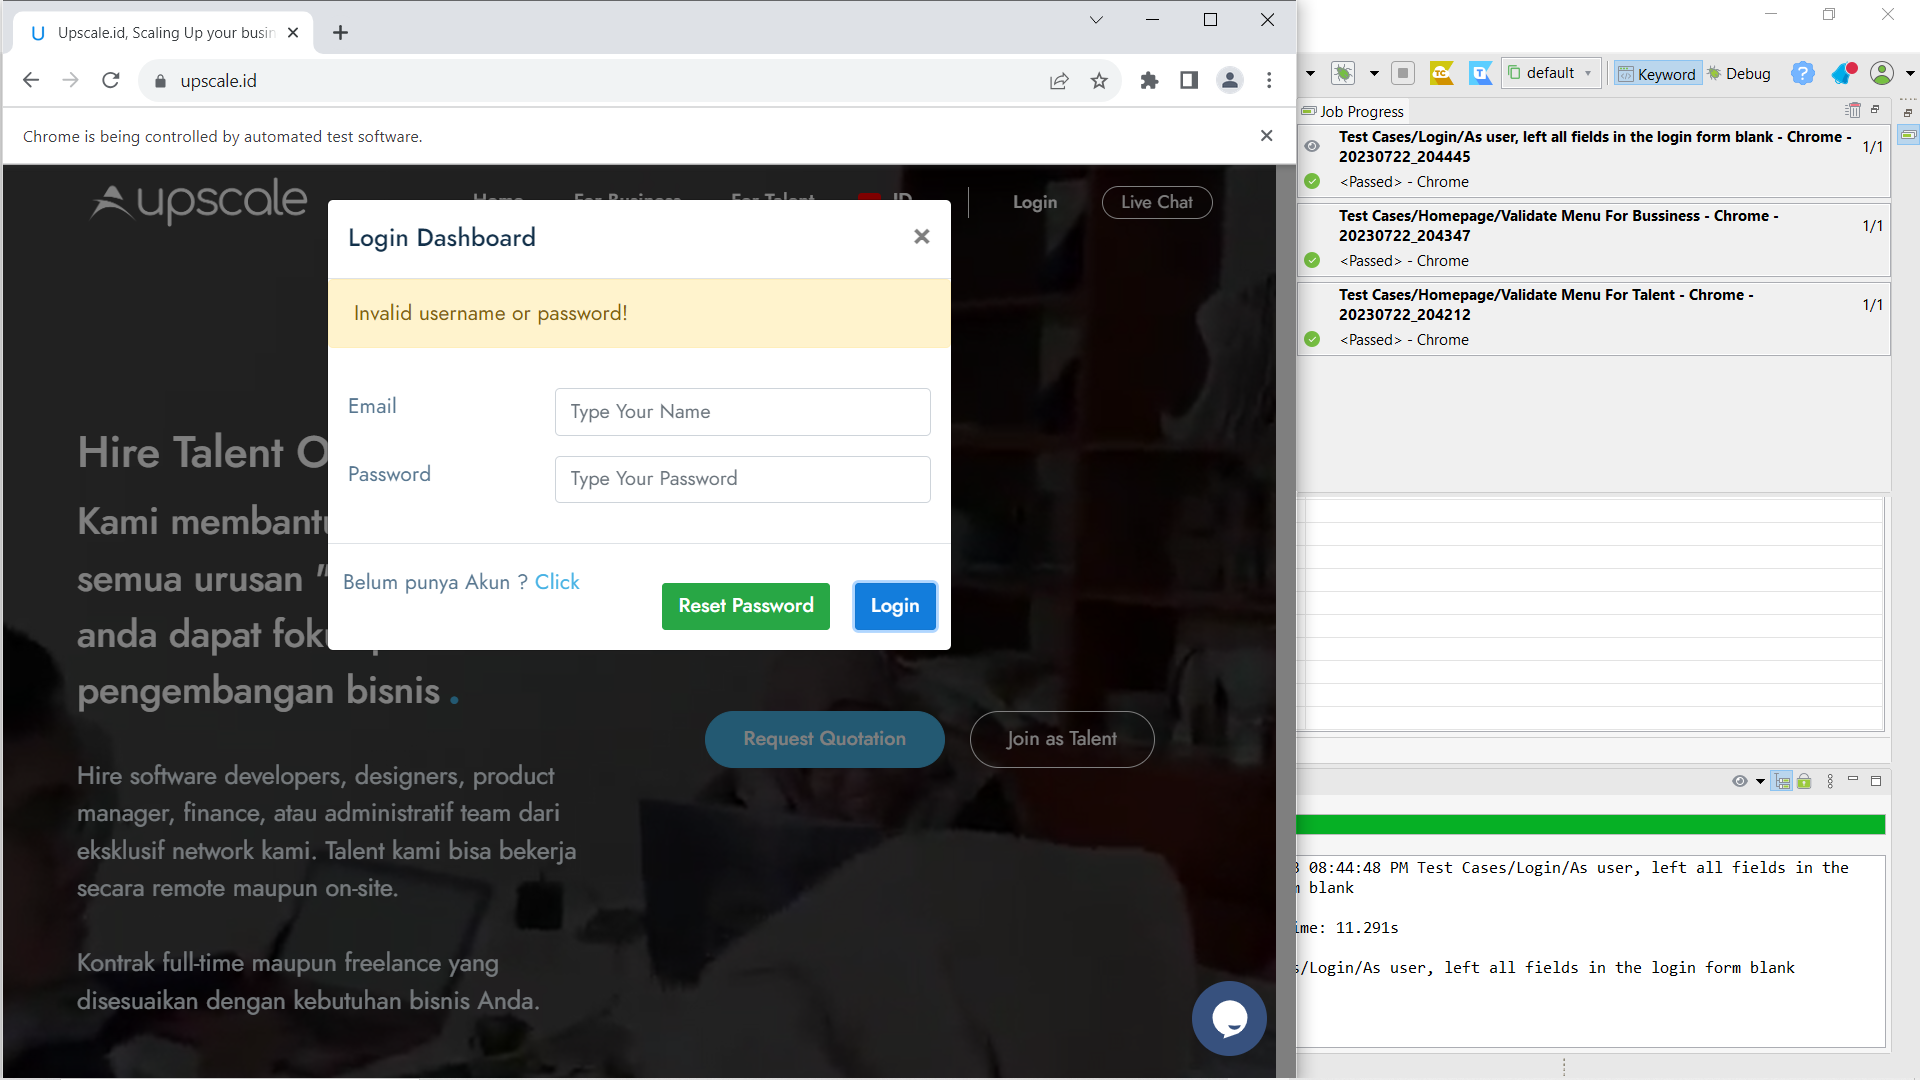 Upscale.id, Scaling Up your busin
upscale.id
Chrome is being controlled by automated test software.
upscale
Home For Business For Talent ID Login Live Chat
Login Dashboard
Invalid username or password!
Email
Type Your Name
Password
Type Your Password
Belum punya Akun ? Click
Reset Password
Login
Hire Talent O
Kami membantu
semua urusan "
anda dapat foku
pengembangan bisnis .
Request Quotation
Join as Talent
Hire software developers, designers, product
manager, finance, atau administratif team dari
eksklusif network kami. Talent kami bisa bekerja
secara remote maupun on-site.
Kontrak full-time maupun freelance yang
disesuaikan dengan kebutuhan bisnis Anda.
default
Keyword
Debug
Job Progress
Test Cases/Login/As user, left all fields in the login form blank - Chrome -
20230722_204445
1/1
<Passed> - Chrome
Test Cases/Homepage/Validate Menu For Bussiness - Chrome -
20230722_204347
1/1
<Passed> - Chrome
Test Cases/Homepage/Validate Menu For Talent - Chrome -
20230722_204212
1/1
<Passed> - Chrome
08:44:48 PM Test Cases/Login/As user, left all fields in the
blank
ime: 11.291s
s/Login/As user, left all fields in the login form blank